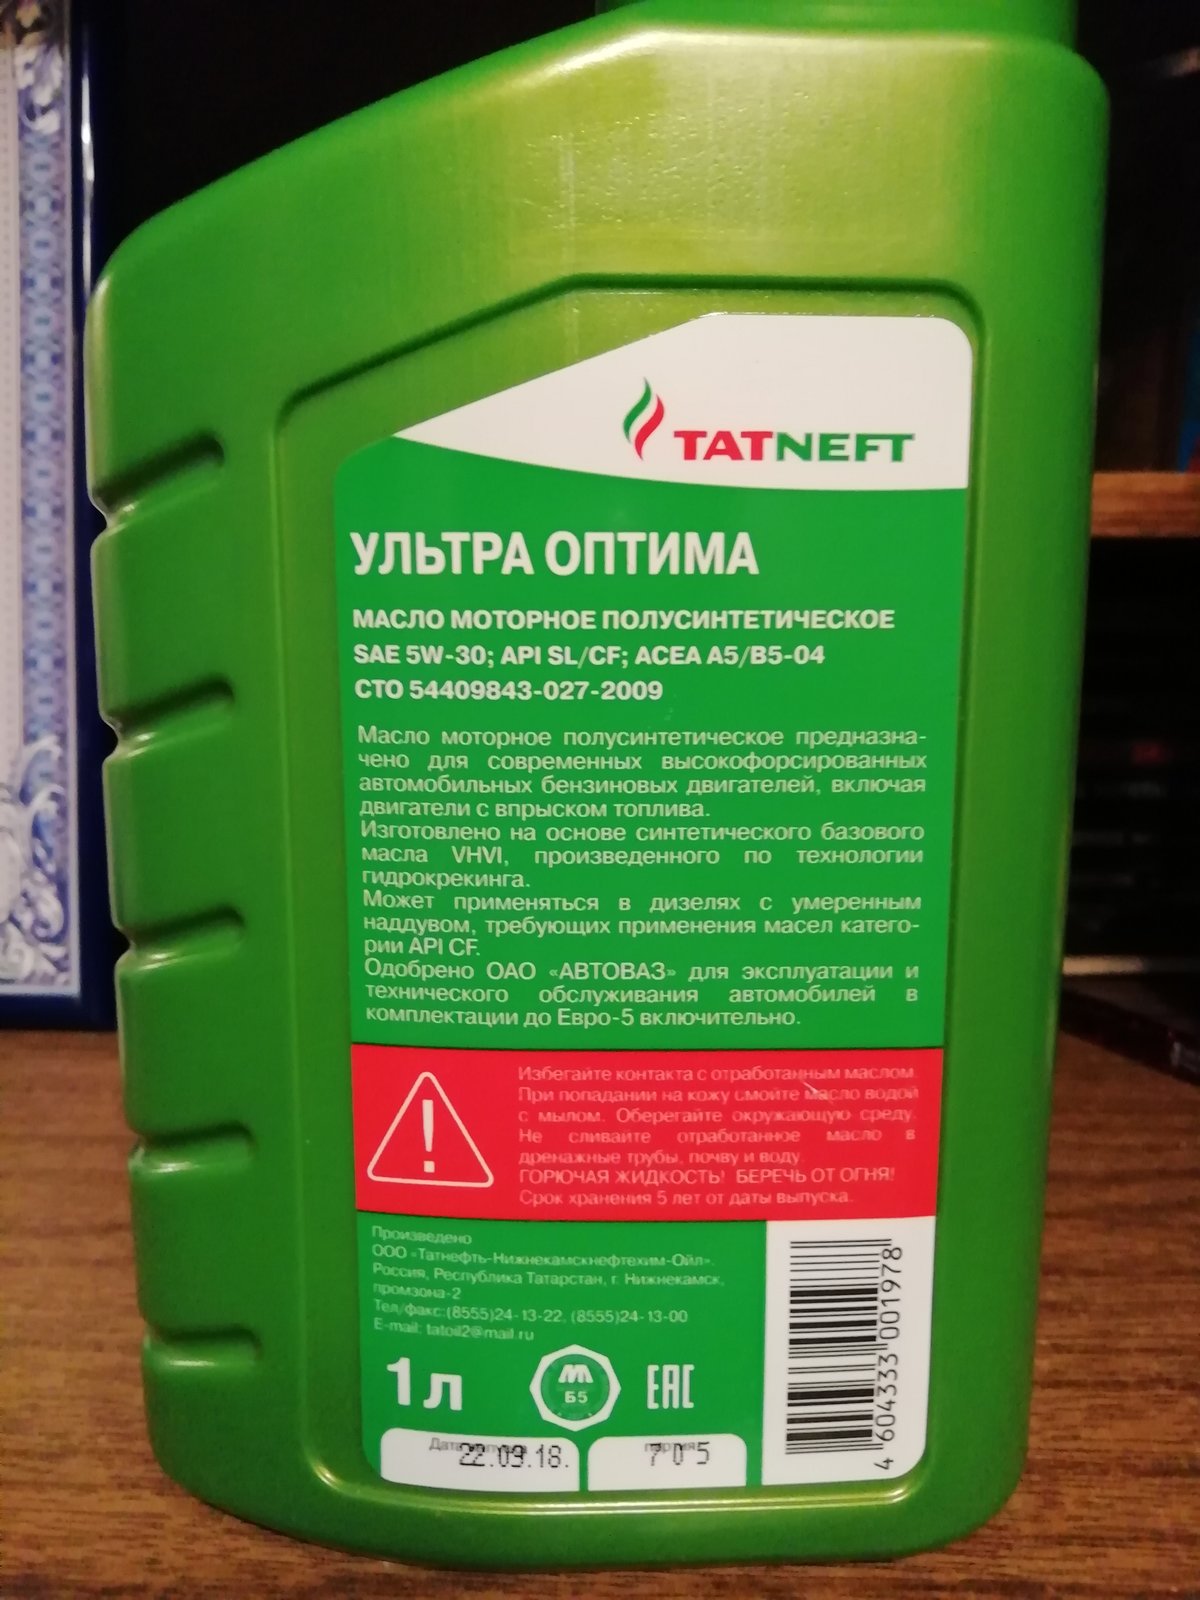 TATNEFT
УЛЬТРА ОПТИМА
МАСЛО МОТОРНОЕ ПОЛУСИНТЕТИЧЕСКОЕ
SAE 5W-30; API SL/CF; ACEA A5/B5-04
СТО 54409843-027-2009
Масло моторное полусинтетическое предназна-
чено для современных высокофорсированных
автомобильных бензиновых двигателей, включая
двигатели с впрыском топлива.
Изготовлено на основе синтетического базового
масла VHVI, произведенного по технологии
гидрокрекинга.
Может применяться в дизелях с умеренным
наддувом, требующих применения масел катего-
рии API CF.
Одобрено ОАО «АВТОВАЗ» для эксплуатации и
технического обслуживания автомобилей в
комплектации до Евро-5 включительно.
Избегайте контакта с отработанным маслом.
При попадании на кожу смойте масло водой
с мылом. Оберегайте окружающую среду.
Не сливайте отработанное масло в
дренажные трубы, почву и воду.
ГОРЮЧАЯ ЖИДКОСТЬ! БЕРЕЧЬ ОТ ОГНЯ!
Срок хранения 5 лет от даты выпуска.
Произведено
ООО «Татнефть-Нижнекамскнефтехим-Ойл».
Россия, Республика Татарстан, г. Нижнекамск,
промзона-2
Тел/факс:(8555)24-13-22, (8555)24-13-00
E-mail: tatoil2@mail.ru
1 л
М
Б5
EAC
22.09.18.
705
4 604333 001978